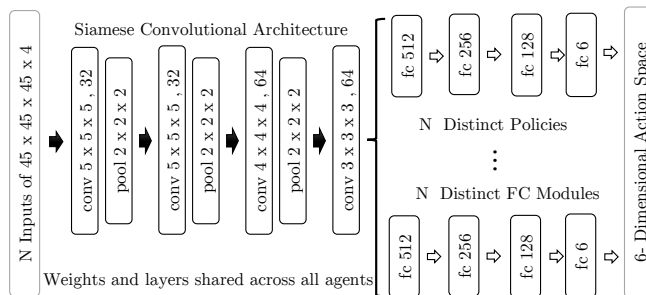 N Inputs of 45 x 45 x 45 x 4
Siamese Convolutional Architecture
conv 5 x 5 x 5 , 32
pool 2 x 2 x 2
conv 5 x 5 x 5 , 32
pool 2 x 2 x 2
conv 4 x 4 x 4 , 64
pool 2 x 2 x 2
conv 3 x 3 x 3 , 64
Weights and layers shared across all agents
fc 512
fc 256
fc 128
fc 6
N Distinct Policies
N Distinct FC Modules
fc 512
fc 256
fc 128
fc 6
6- Dimensional Action Space